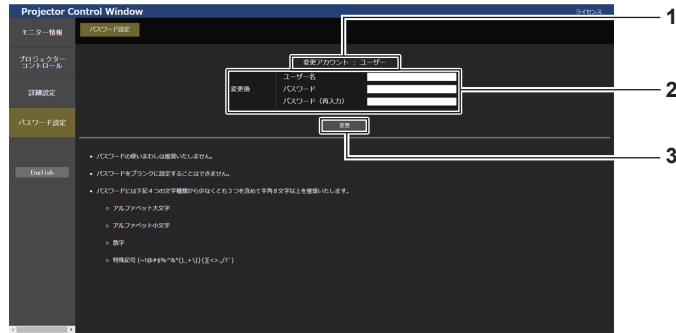 Projector Control Window
ライセンス
1
モニター情報
パスワード設定
プロジェクター
コントロール
変更アカウント : ユーザー
詳細設定
変更後
ユーザー名
パスワード
パスワード（再入力）
2
パスワード設定
変更
3
English
• パスワードの使いまわしは推奨いたしません。
• パスワードをブランクに設定することはできません。
• パスワードには下記４つの文字種類から少なくとも３つを含めて半角８文字以上を推奨いたします。
○ アルファベット大文字
○ アルファベット小文字
○ 数字
○ 特殊記号 (~!@#$%^&*()_+\|}{][<>.,/?`)